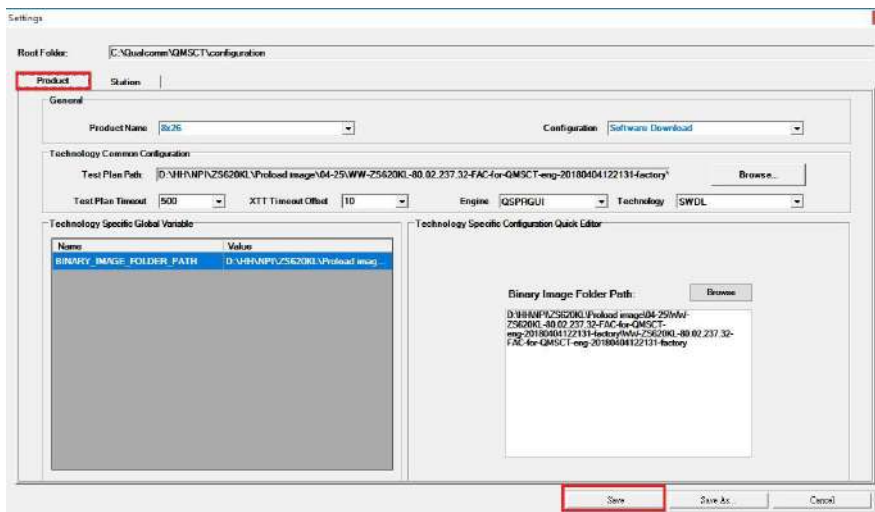 Settings
Root Folder: C:\Qualcomm\QMSCT\configuration
Product Station
General
Product Name 8x26 Configuration Software Download
Technology Common Configuration
Test Plan Path: D:\HH\NPI\ZS620KL\Proload image\04-25\WW-ZS620KL-80.02.237.32-FAC-for-QMSCT-eng-20180404122131-factory\ Browse...
Test Plan Timeout 500 XTT Timeout Offset 10 Engine QSPRGUI Technology SWDL
Technology Specific Global Variable Technology Specific Configuration Quick Editor
Name Value
BINARY_IMAGE_FOLDER_PATH D:\HH\NPI\ZS620KL\Proload imag...
Binary Image Folder Path: Browse
D:\HH\NPI\ZS620KL\Proload image\04-25\WW-
ZS620KL-80.02.237.32-FAC-for-QMSCT-
eng-20180404122131-factory\WW-ZS620KL-80.02.237.32-
FAC-for-QMSCT-eng-20180404122131-factory
Save Save As... Cancel